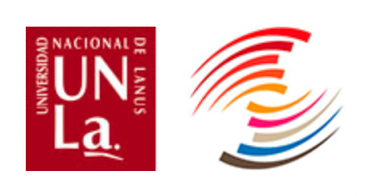 UNIVERSIDAD
NACIONAL
DE LANUS
UN
La.